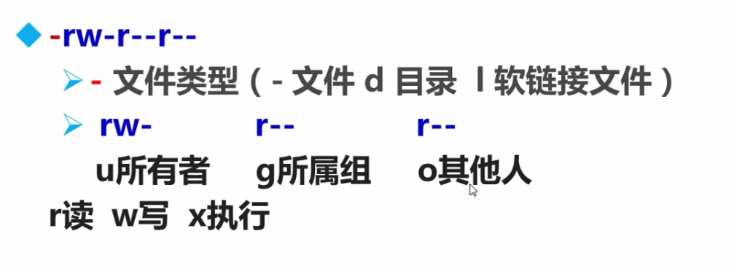 -rw-r--r--
- 文件类型（- 文件 d 目录 l 软链接文件）
rw- r-- r--
u所有者 g所属组 o其他人
r读 w写 x执行